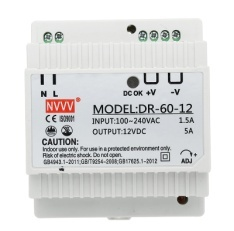 N L
DC OK +V -V
NVVV
ISO9001
MODEL:DR-60-12
INPUT:100~240VAC 1.5A
OUTPUT:12VDC 5A
CAUTION:
For indoor use only.For use in a protected environment only.
Risk of electric shock. Do not open.
GB4943.1-2011;GB/T9254-2008;GB17625.1-2012
+
ADJ